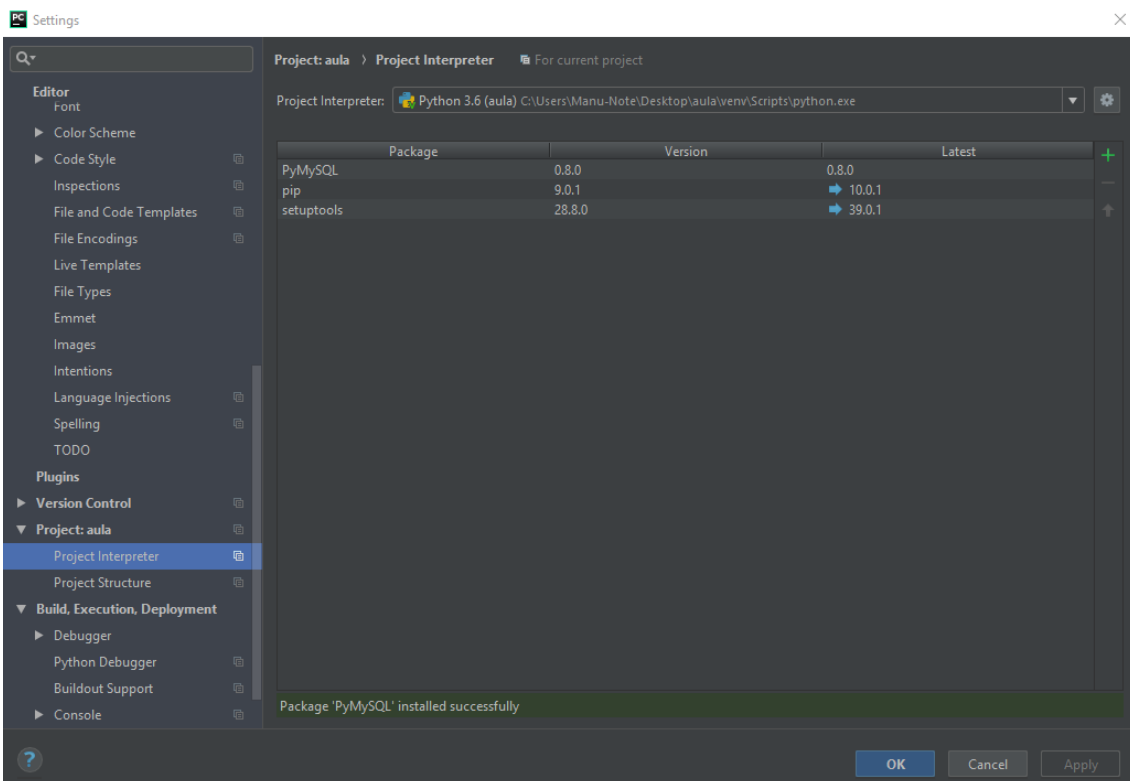 PC Settings
Editor
Font
Color Scheme
Code Style
Inspections
File and Code Templates
File Encodings
Live Templates
File Types
Emmet
Images
Intentions
Language Injections
Spelling
TODO
Plugins
Version Control
Project: aula
Project Interpreter
Project Structure
Build, Execution, Deployment
Debugger
Python Debugger
Buildout Support
Console
Project: aula › Project Interpreter For current project
Project Interpreter: Python 3.6 (aula) C:\Users\Manu-Note\Desktop\aula\venv\Scripts\python.exe
Package Version Latest
PyMySQL 0.8.0 0.8.0
pip 9.0.1 10.0.1
setuptools 28.8.0 39.0.1
Package 'PyMySQL' installed successfully
? OK Cancel Apply